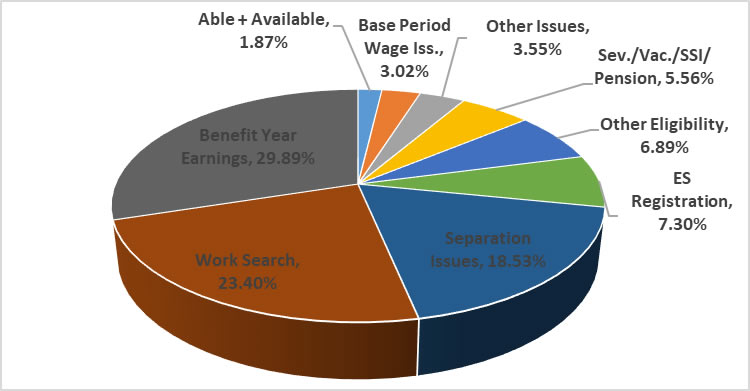 Able + Available,
1.87%
Base Period
Wage Iss.,
3.02%
Other Issues,
3.55%
Sev./Vac./SSI/
Pension, 5.56%
Other Eligibility,
6.89%
ES
Registration,
7.30%
Separation
Issues, 18.53%
Work Search,
23.40%
Benefit Year
Earnings, 29.89%